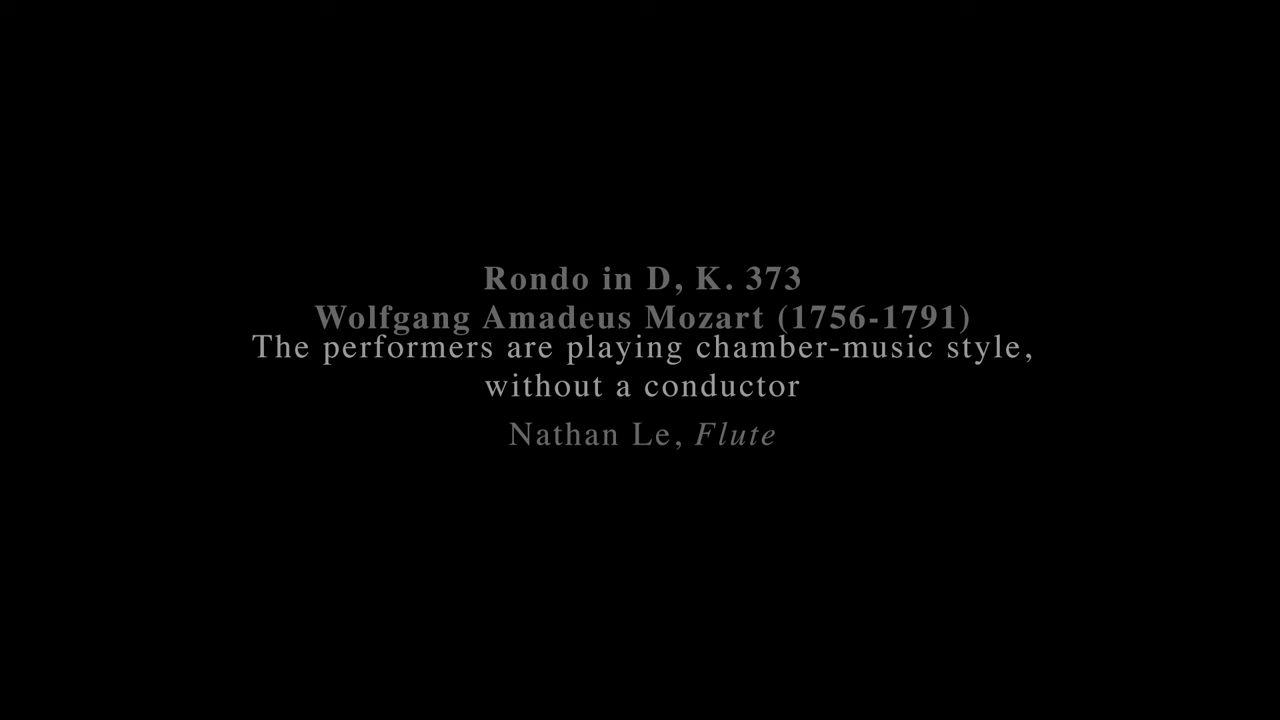 Rondo in D, K. 373
Wolfgang Amadeus Mozart (1756-1791)
The performers are playing chamber-music style,
without a conductor
Nathan Le, Flute